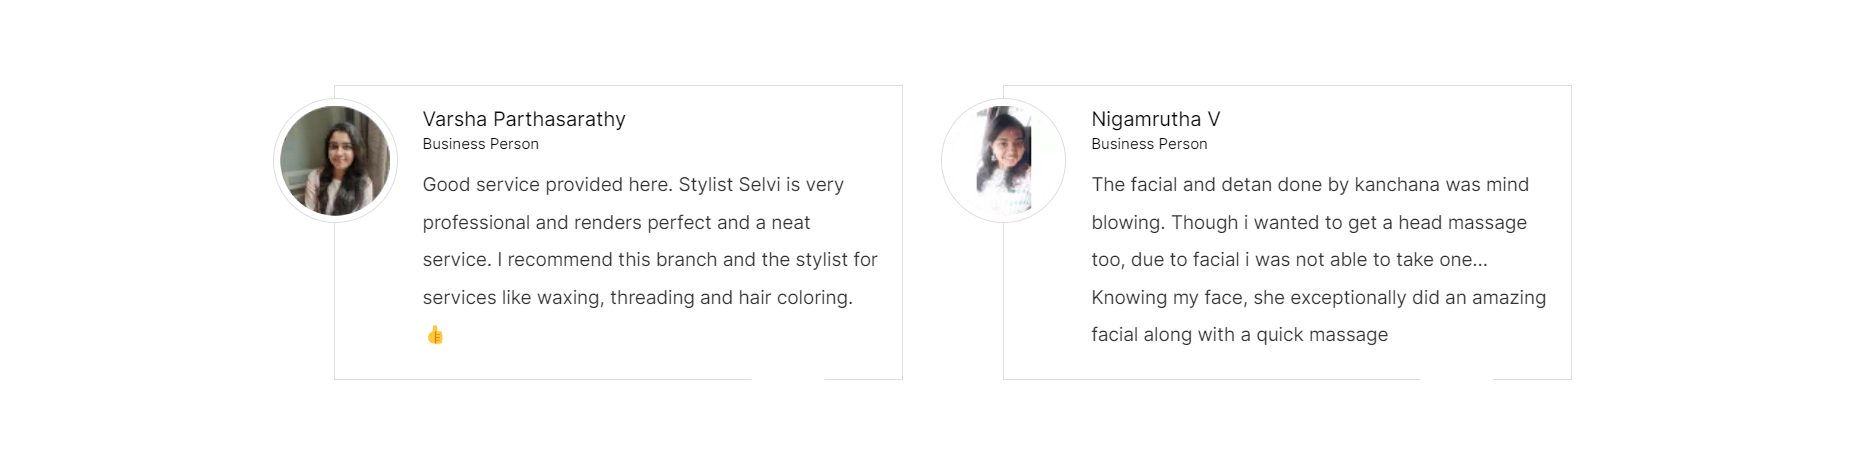 Varsha Parthasarathy
Business Person
Good service provided here. Stylist Selvi is very
professional and renders perfect and a neat
service. I recommend this branch and the stylist for
services like waxing, threading and hair coloring.
👍
Nigamrutha V
Business Person
The facial and detan done by kanchana was mind
blowing. Though i wanted to get a head massage
too, due to facial i was not able to take one...
Knowing my face, she exceptionally did an amazing
facial along with a quick massage